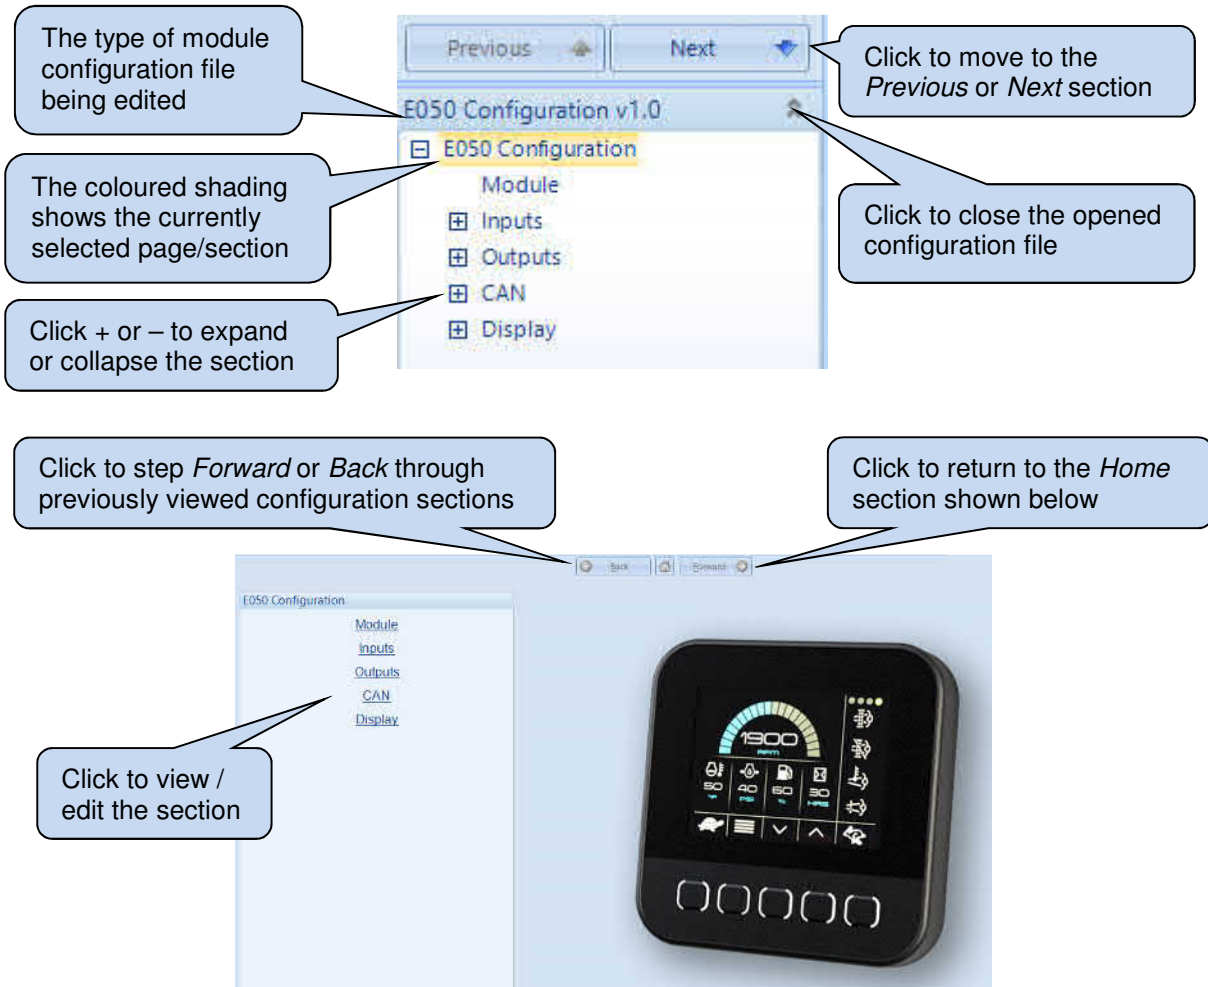 The type of module
configuration file
being edited
Previous
Next
Click to move to the
Previous or Next section
E050 Configuration v1.0
E050 Configuration
Module
Inputs
Outputs
CAN
Display
The coloured shading
shows the currently
selected page/section
Click to close the opened
configuration file
Click + or – to expand
or collapse the section
Click to step Forward or Back through
previously viewed configuration sections
Click to return to the Home
section shown below
Back
Forward
E050 Configuration
Module
Inputs
Outputs
CAN
Display
Click to view /
edit the section
1900
RPM
50
40
60
30
°F
PSI
%
HRS